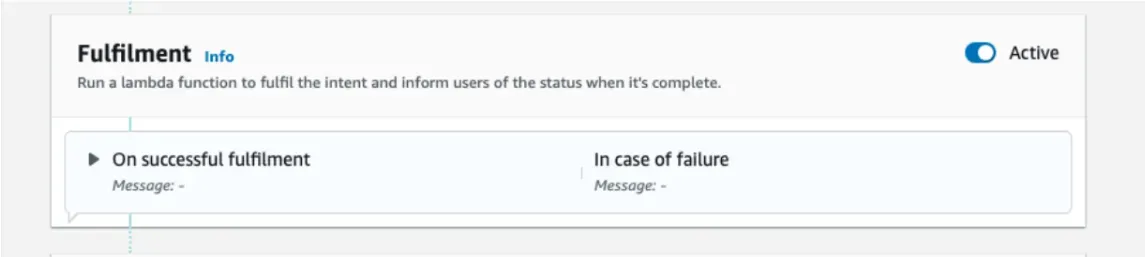 Fulfilment Info
Active
Run a lambda function to fulfil the intent and inform users of the status when it's complete.
On successful fulfilment
In case of failure
Message: -
Message: -